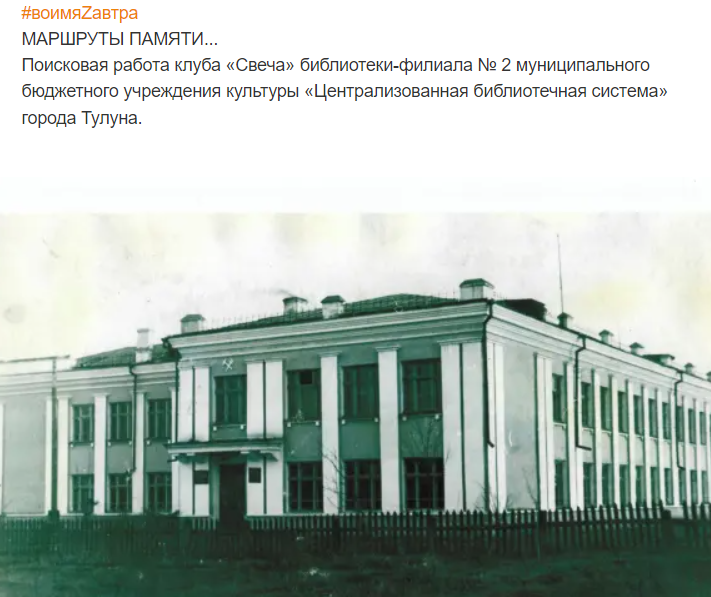 #воимяZавтра
МАРШРУТЫ ПАМЯТИ...
Поисковая работа клуба «Свеча» библиотеки-филиала № 2 муниципального
бюджетного учреждения культуры «Централизованная библиотечная система»
города Тулуна.